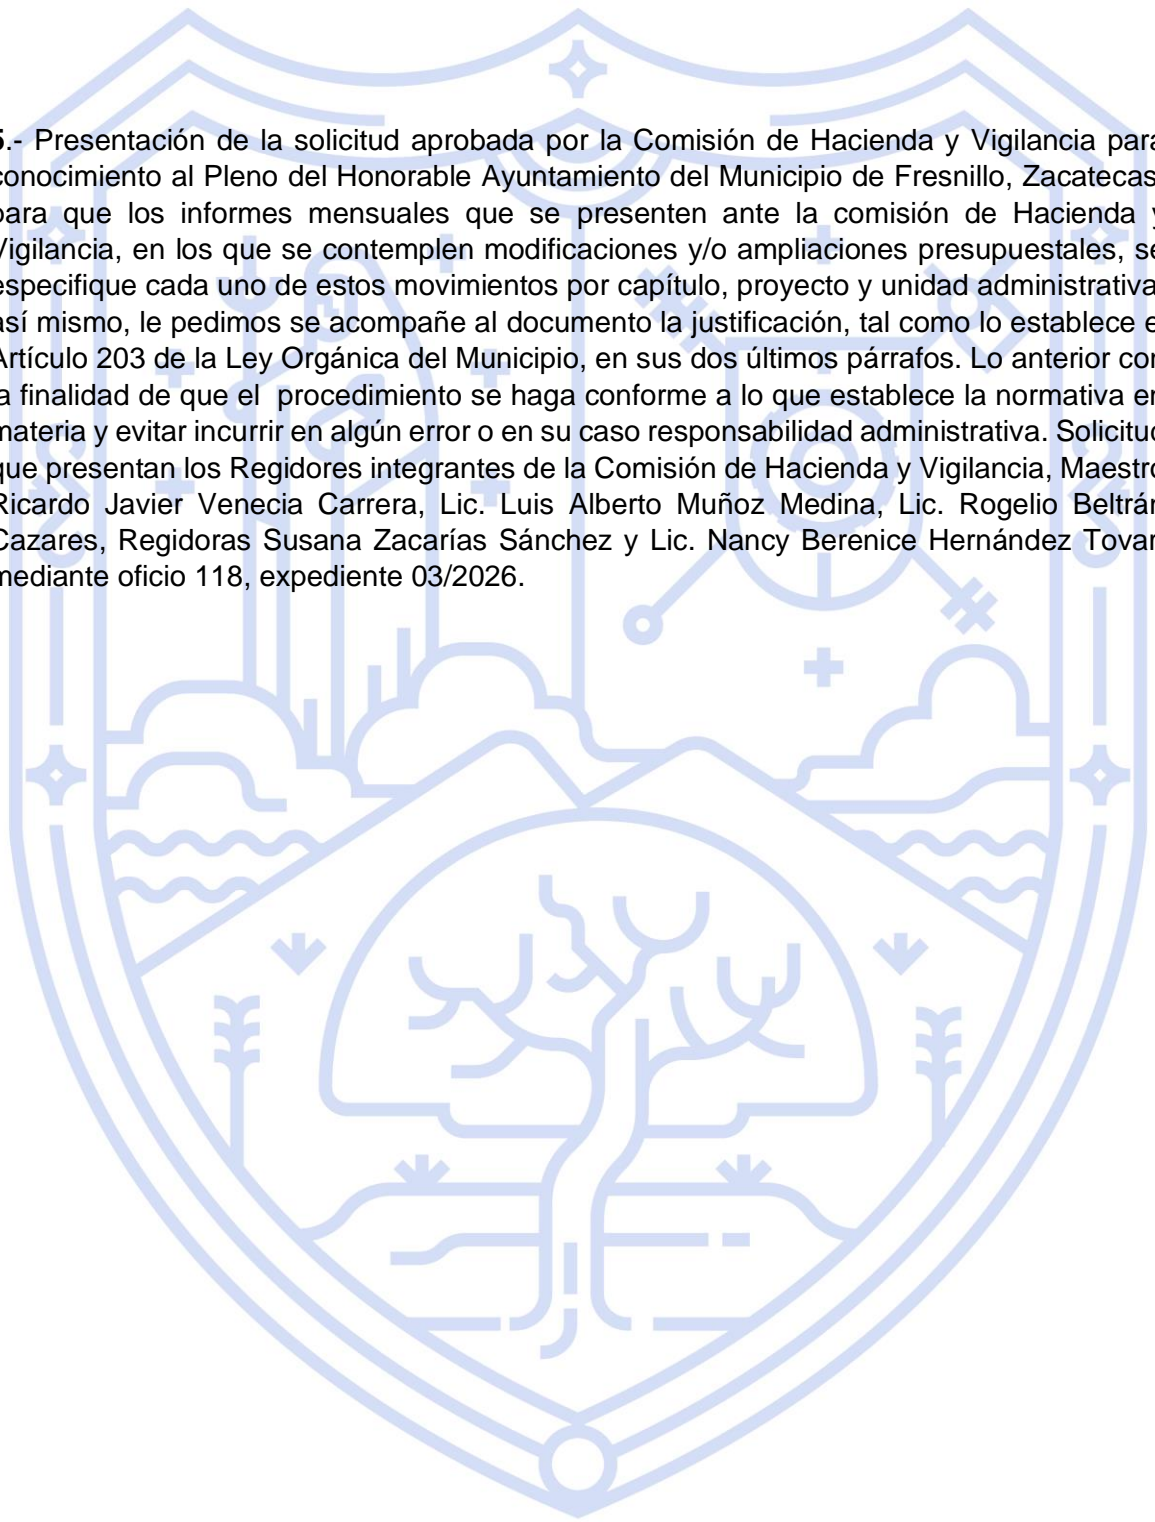 5.- Presentación de la solicitud aprobada por la Comisión de Hacienda y Vigilancia para
conocimiento al Pleno del Honorable Ayuntamiento del Municipio de Fresnillo, Zacatecas
para que los informes mensuales que se presenten ante la comisión de Hacienda y
Vigilancia, en los que se contemplen modificaciones y/o ampliaciones presupuestales, se
especifique cada uno de estos movimientos por capítulo, proyecto y unidad administrativa
así mismo, le pedimos se acompañe al documento la justificación, tal como lo establece e
Artículo 203 de la Ley Orgánica del Municipio, en sus dos últimos párrafos. Lo anterior con
la finalidad de que el procedimiento se haga conforme a lo que establece la normativa en
materia y evitar incurrir en algún error o en su caso responsabilidad administrativa. Solicitud
que presentan los Regidores integrantes de la Comisión de Hacienda y Vigilancia, Maestro
Ricardo Javier Venecia Carrera, Lic. Luis Alberto Muñoz Medina, Lic. Rogelio Beltrán
Cazares, Regidoras Susana Zacarías Sánchez y Lic. Nancy Berenice Hernández Tovar
mediante oficio 118, expediente 03/2026.